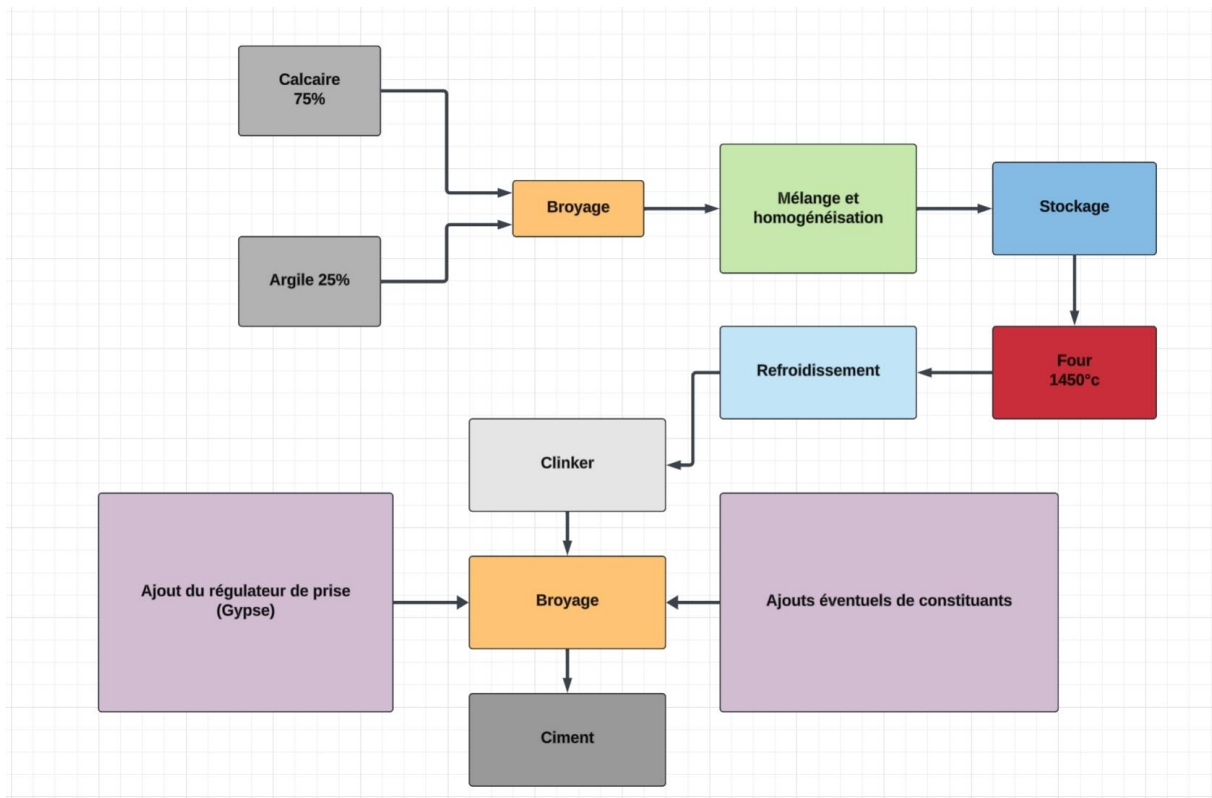 Calcaire
75%
Argile 25%
Broyage
Mélange et
homogénéisation
Stockage
Four
1450°c
Refroidissement
Clinker
Ajout du régulateur de prise
(Gypse)
Broyage
Ajouts éventuels de constituants
Ciment